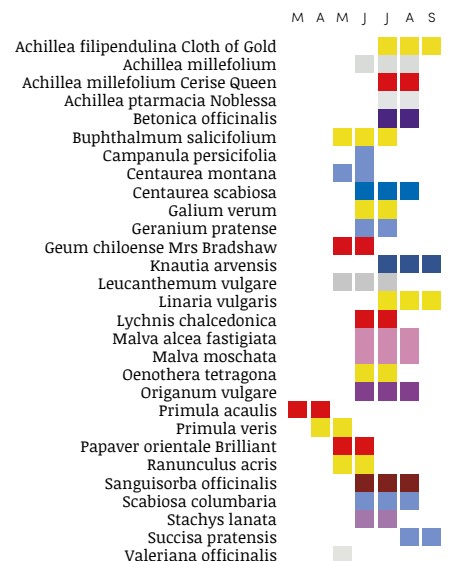 M A M J J A S
Achillea filipendulina Cloth of Gold
Achillea millefolium
Achillea millefolium Cerise Queen
Achillea ptarmacia Noblessa
Betonica officinalis
Buphthalmum salicifolium
Campanula persicifolia
Centaurea montana
Centaurea scabiosa
Galium verum
Geranium pratense
Geum chiloense Mrs Bradshaw
Knautia arvensis
Leucanthemum vulgare
Linaria vulgaris
Lychnis chalcedonica
Malva alcea fastigiata
Malva moschata
Oenothera tetragona
Origanum vulgare
Primula acaulis
Primula veris
Papaver orientale Brilliant
Ranunculus acris
Sanguisorba officinalis
Scabiosa columbaria
Stachys lanata
Succisa pratensis
Valeriana officinalis